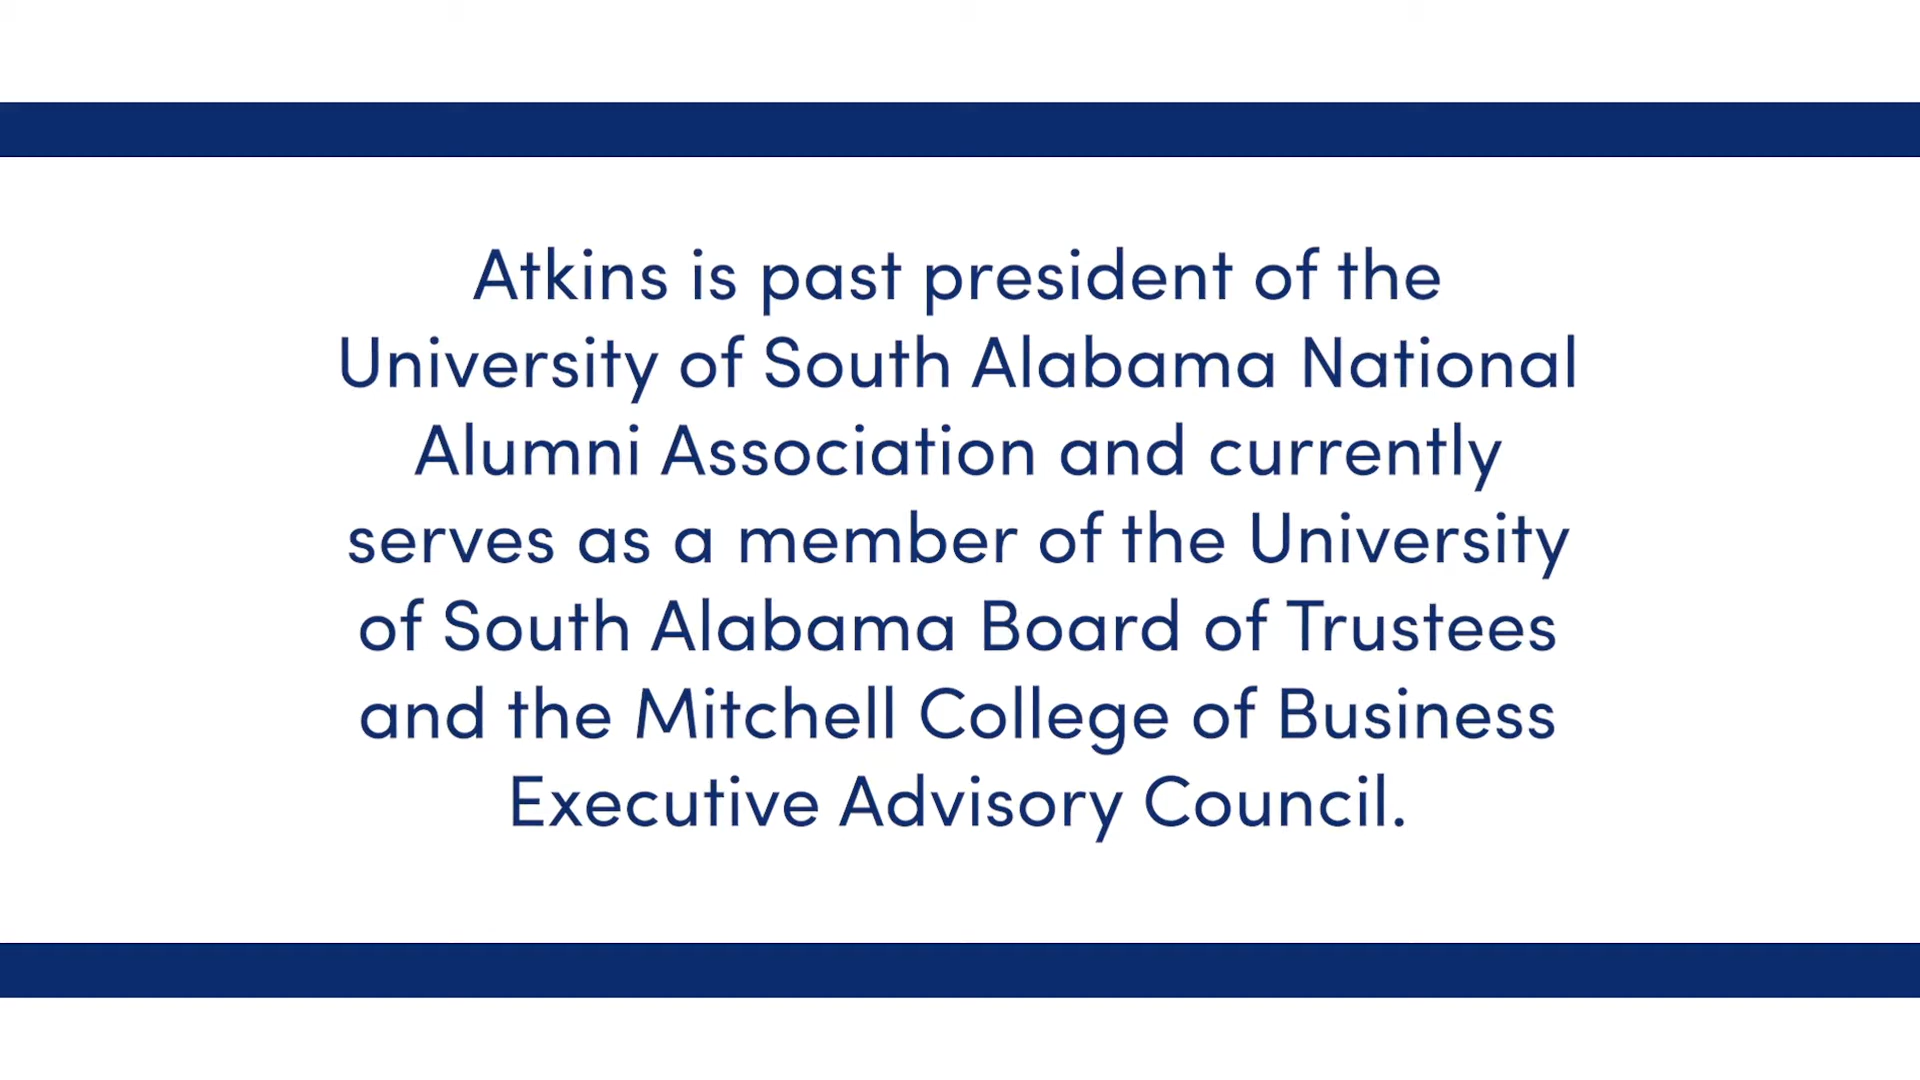 Atkins is past president of the
University of South Alabama National
Alumni Association and currently
serves as a member of the University
of South Alabama Board of Trustees
and the Mitchell College of Business
Executive Advisory Council.